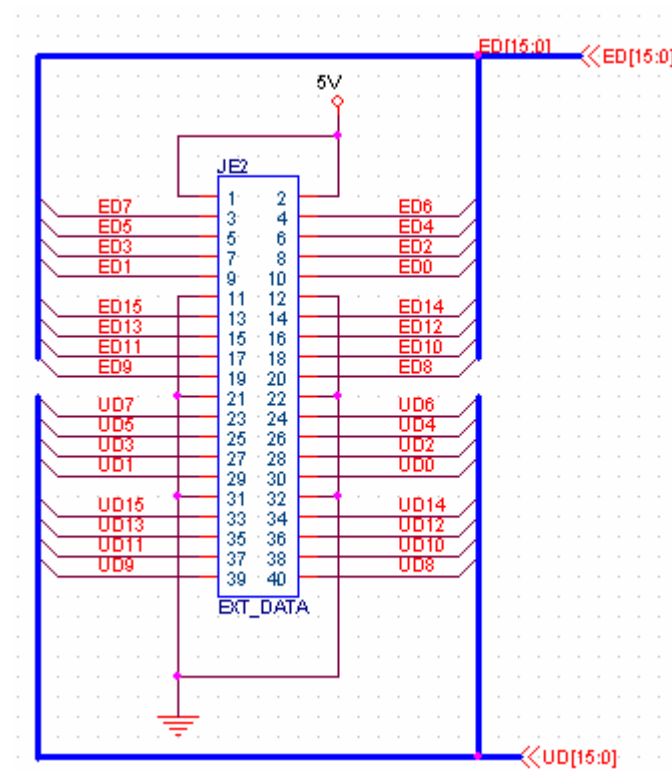 ED[15:0]
ED[15:0]
5V
JE2
1 2
ED7 3 4 ED6
ED5 5 6 ED4
ED3 7 8 ED2
ED1 9 10 ED0
11 12
ED15 13 14 ED14
ED13 15 16 ED12
ED11 17 18 ED10
ED9 19 20 ED8
21 22
UD7 23 24 UD6
UD5 25 26 UD4
UD3 27 28 UD2
UD1 29 30 UD0
31 32
UD15 33 34 UD14
UD13 35 36 UD12
UD11 37 38 UD10
UD9 39 40 UD8
EXT_DATA
UD[15:0]